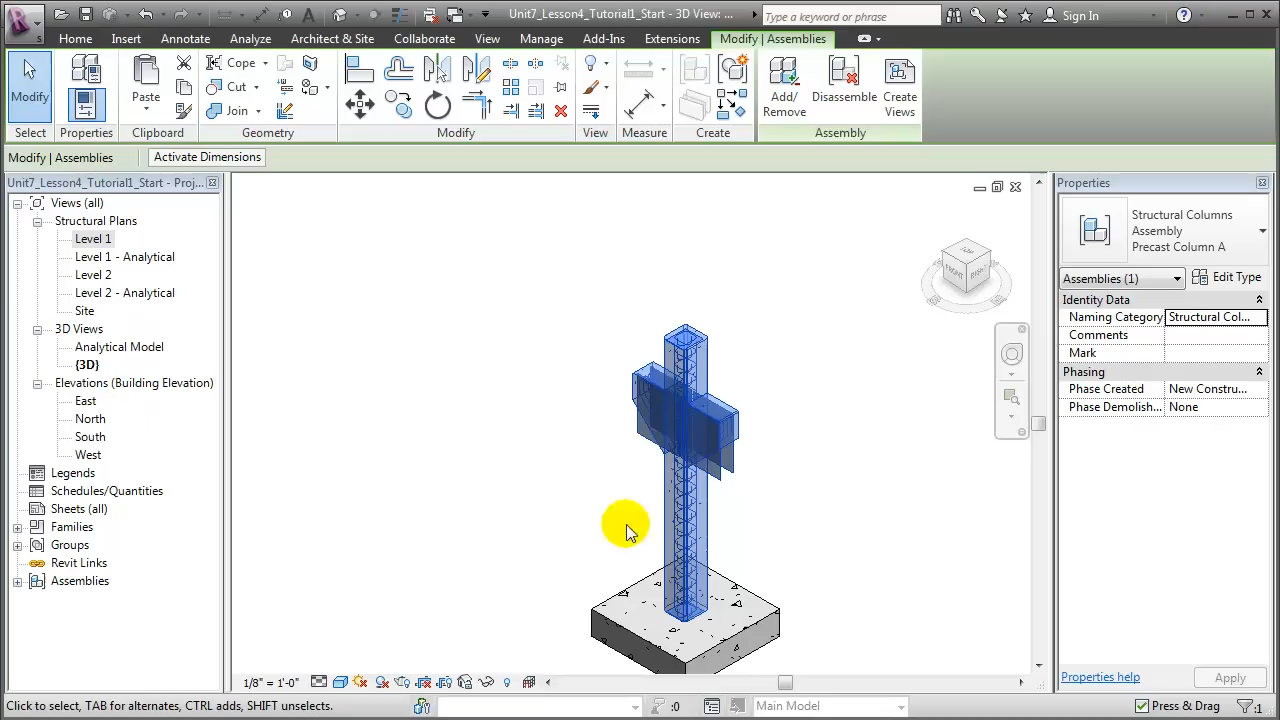 Unit7_Lesson4_Tutorial1_Start - 3D View: ...
Type a keyword or phrase
Sign In
Home
Insert
Annotate
Analyze
Architect & Site
Collaborate
View
Manage
Add-Ins
Extensions
Modify | Assemblies
Modify
Paste
Cope
Cut
Join
Add/
Remove
Disassemble
Create
Views
Select
Properties
Clipboard
Geometry
Modify
View
Measure
Create
Assembly
Modify | Assemblies
Activate Dimensions
Unit7_Lesson4_Tutorial1_Start - Proj...
Views (all)
Structural Plans
Level 1
Level 1 - Analytical
Level 2
Level 2 - Analytical
Site
3D Views
Analytical Model
{3D}
Elevations (Building Elevation)
East
North
South
West
Legends
Schedules/Quantities
Sheets (all)
Families
Groups
Revit Links
Assemblies
FRONT
RIGHT
Properties
Structural Columns
Assembly
Precast Column A
Assemblies (1)
Edit Type
Identity Data
Naming Category
Structural Col...
Comments
Mark
Phasing
Phase Created
New Constru...
Phase Demolish...
None
Properties help
Apply
1/8" = 1'-0"
Click to select, TAB for alternates, CTRL adds, SHIFT unselects.
:0
Main Model
Press & Drag
:1